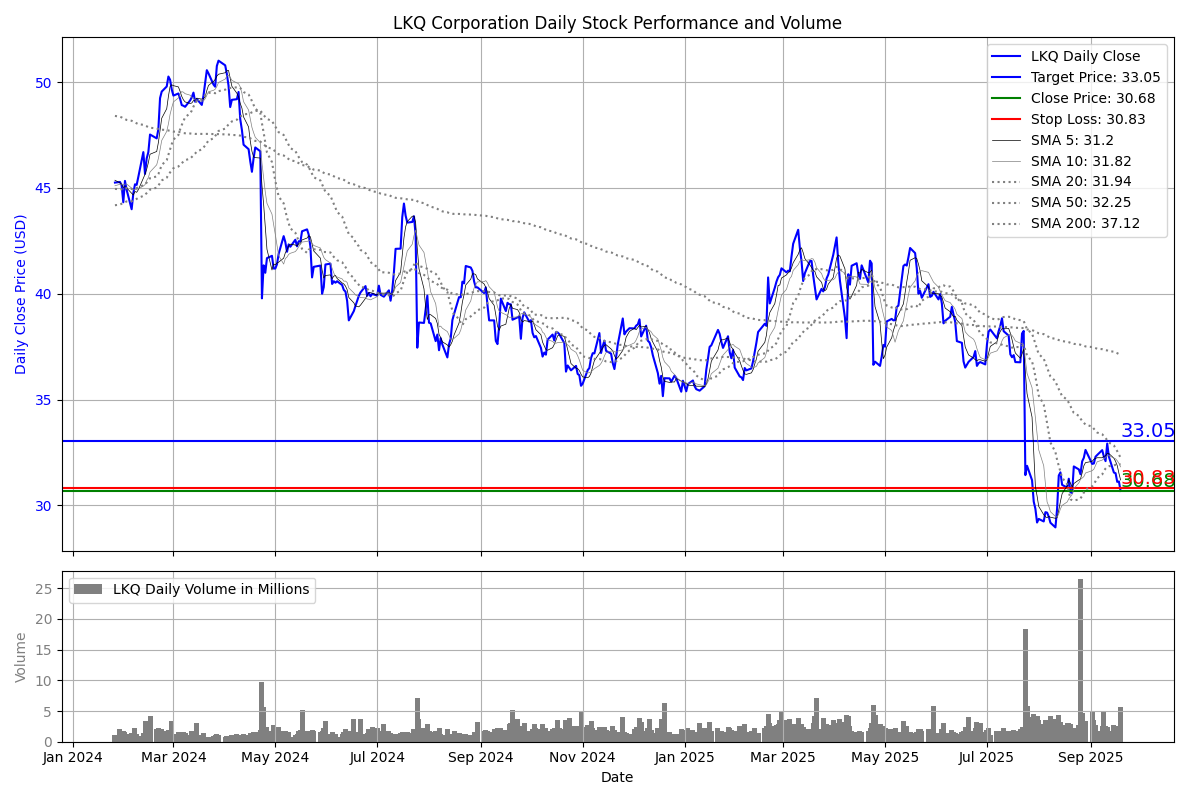 LKQ Corporation Daily Stock Performance and Volume
Daily Close Price (USD)
50
45
40
35
30
LKQ Daily Close
Target Price: 33.05
Close Price: 30.68
Stop Loss: 30.83
SMA 5: 31.2
SMA 10: 31.82
SMA 20: 31.94
SMA 50: 32.25
SMA 200: 37.12
33.05
30.83
30.68
Volume
25
20
15
10
5
0
LKQ Daily Volume in Millions
Jan 2024
Mar 2024
May 2024
Jul 2024
Sep 2024
Nov 2024
Jan 2025
Mar 2025
May 2025
Jul 2025
Sep 2025
Date